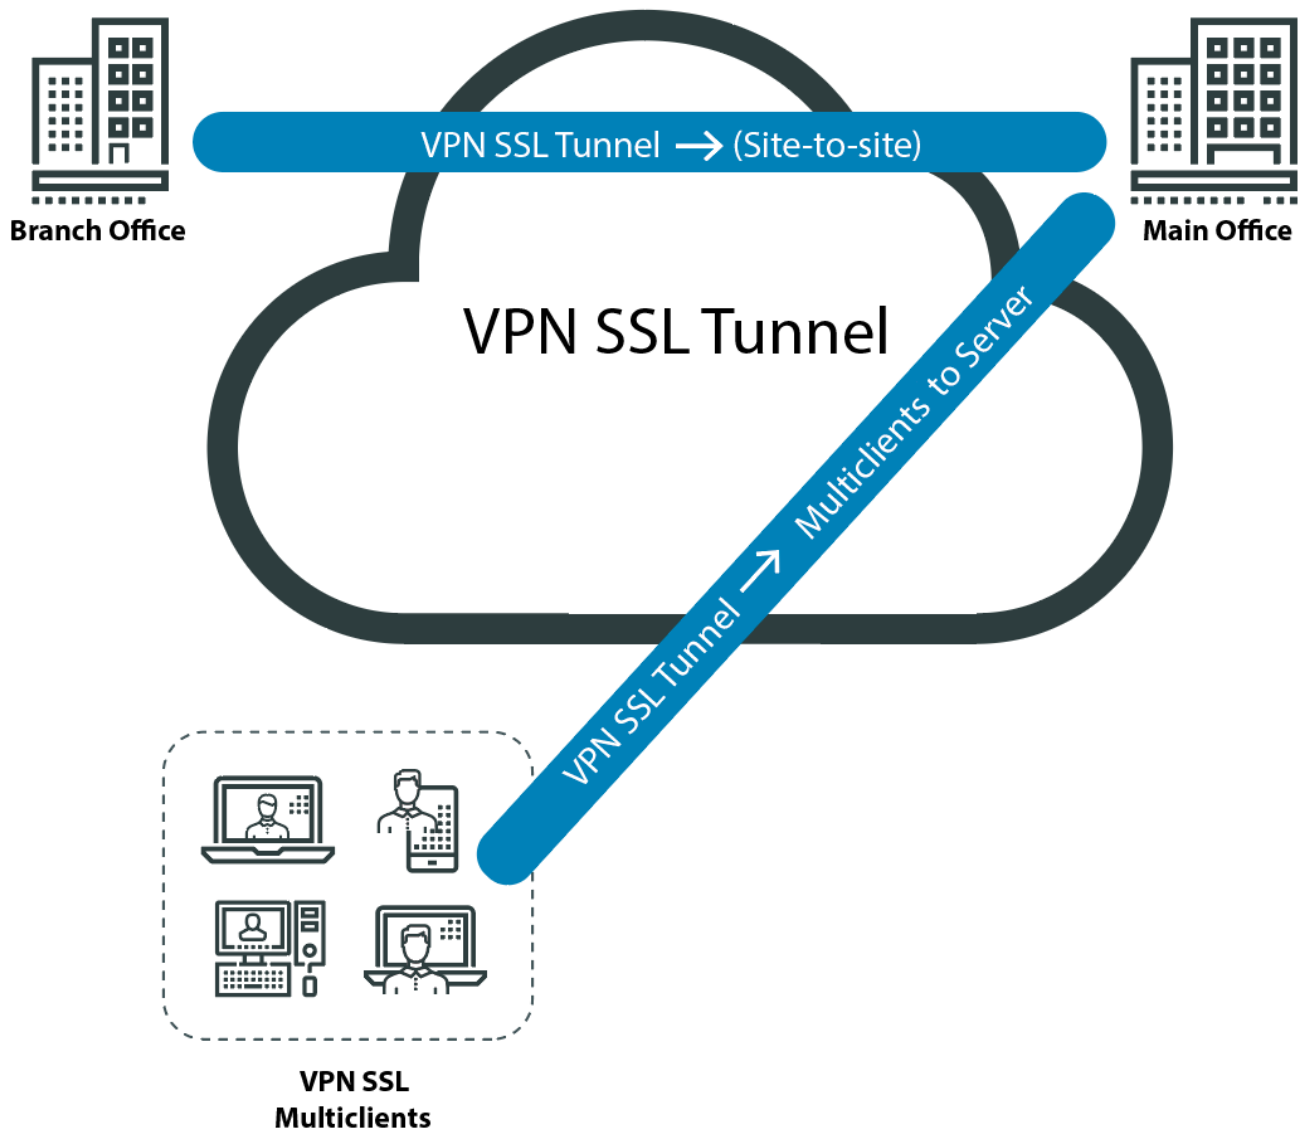 VPN SSL Tunnel → (Site-to-site)
Branch Office
Main Office
VPN SSL Tunnel
VPN SSL Tunnel → Multiclients to Server
VPN SSL
Multiclients